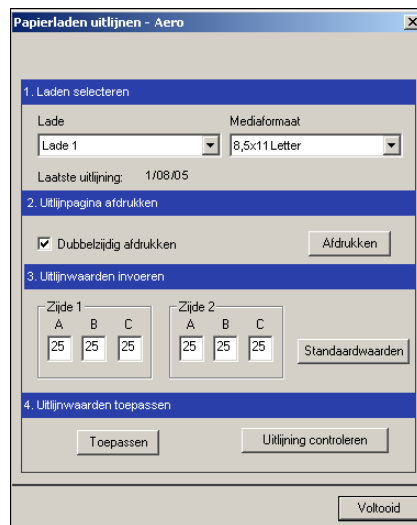 Papierladen uitlijnen - Aero
1. Laden selecteren
Lade Mediaformaat
Lade 1 8,5x11 Letter
Laatste uitlijning: 1/08/05
2. Uitlijnpagina afdrukken
Dubbelzijdig afdrukken Afdrukken
3. Uitlijnwaarden invoeren
Zijde 1 Zijde 2
A B C A B C
25 25 25 25 25 25
Standaardwaarden
4. Uitlijnwaarden toepassen
Toepassen Uitlijning controleren
Voltooid